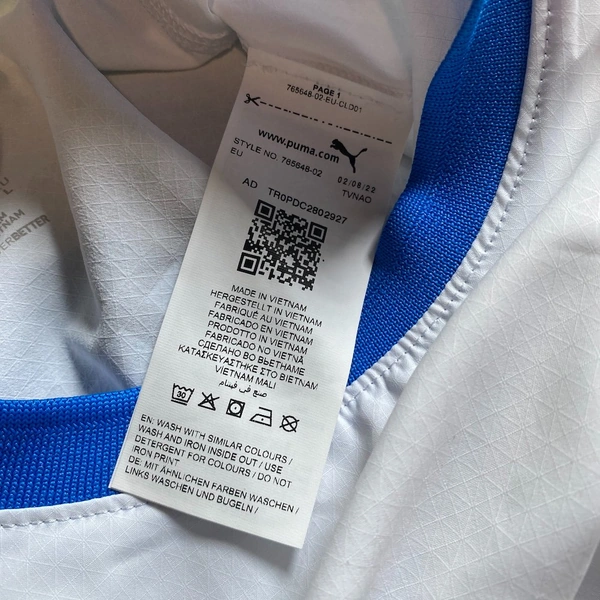 PAGE 1
765648-02-EU-CLD01
www.puma.com
STYLE NO. 765648-02
EU
02/08/22
TVNAO
AD TR0PDC2802927
MADE IN VIETNAM
HERGESTELLT IN VIETNAM
FABRIQUÉ AU VIETNAM
FABRICADO EN VIETNAM
PRODOTTO IN VIETNAM
FABRICADO NO VIETNÃ
СДЕЛАНО ВО ВЬЕТНАМЕ
ΚΑΤΑΣΚΕΥΑΣΤΗΚΕ ΣΤΟ ΒΙΕΤΝΑΜ
VIETNAM MALI
صنع في فيتنام
30
EN: WASH WITH SIMILAR COLOURS /
WASH AND IRON INSIDE OUT / USE
DETERGENT FOR COLOURS / DO NOT
IRON PRINT
DE: MIT ÄHNLICHEN FARBEN WASCHEN /
LINKS WASCHEN UND BÜGELN /
BETTER